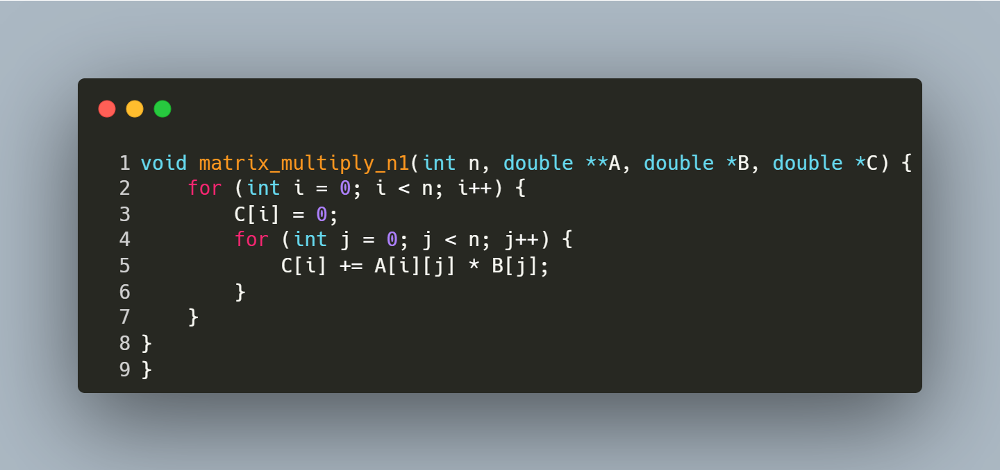 1 void matrix_multiply_n1(int n, double **A, double *B, double *C) {
2     for (int i = 0; i < n; i++) {
3         C[i] = 0;
4         for (int j = 0; j < n; j++) {
5             C[i] += A[i][j] * B[j];
6         }
7     }
8 }
9 }